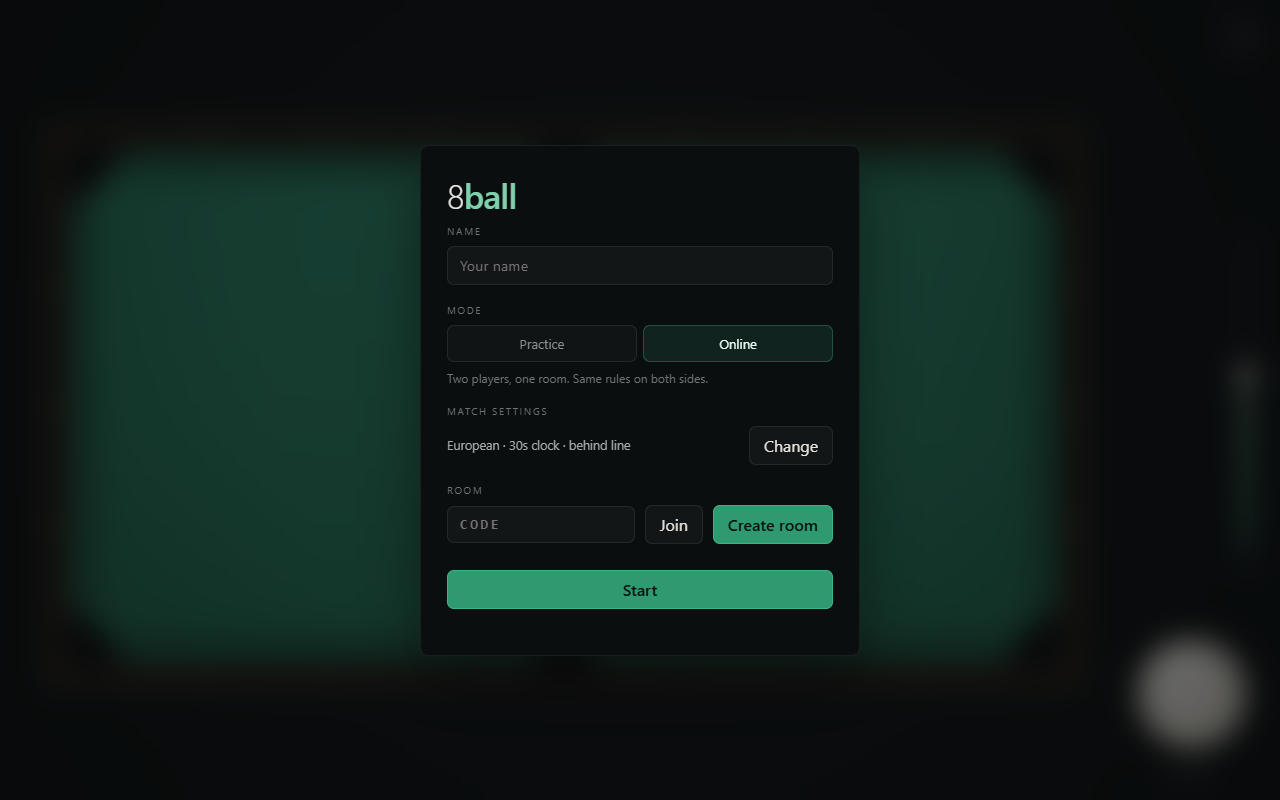 8ball
NAME
Your name
MODE
Practice Online
Two players, one room. Same rules on both sides.
MATCH SETTINGS
European · 30s clock · behind line Change
ROOM
CODE Join Create room
Start